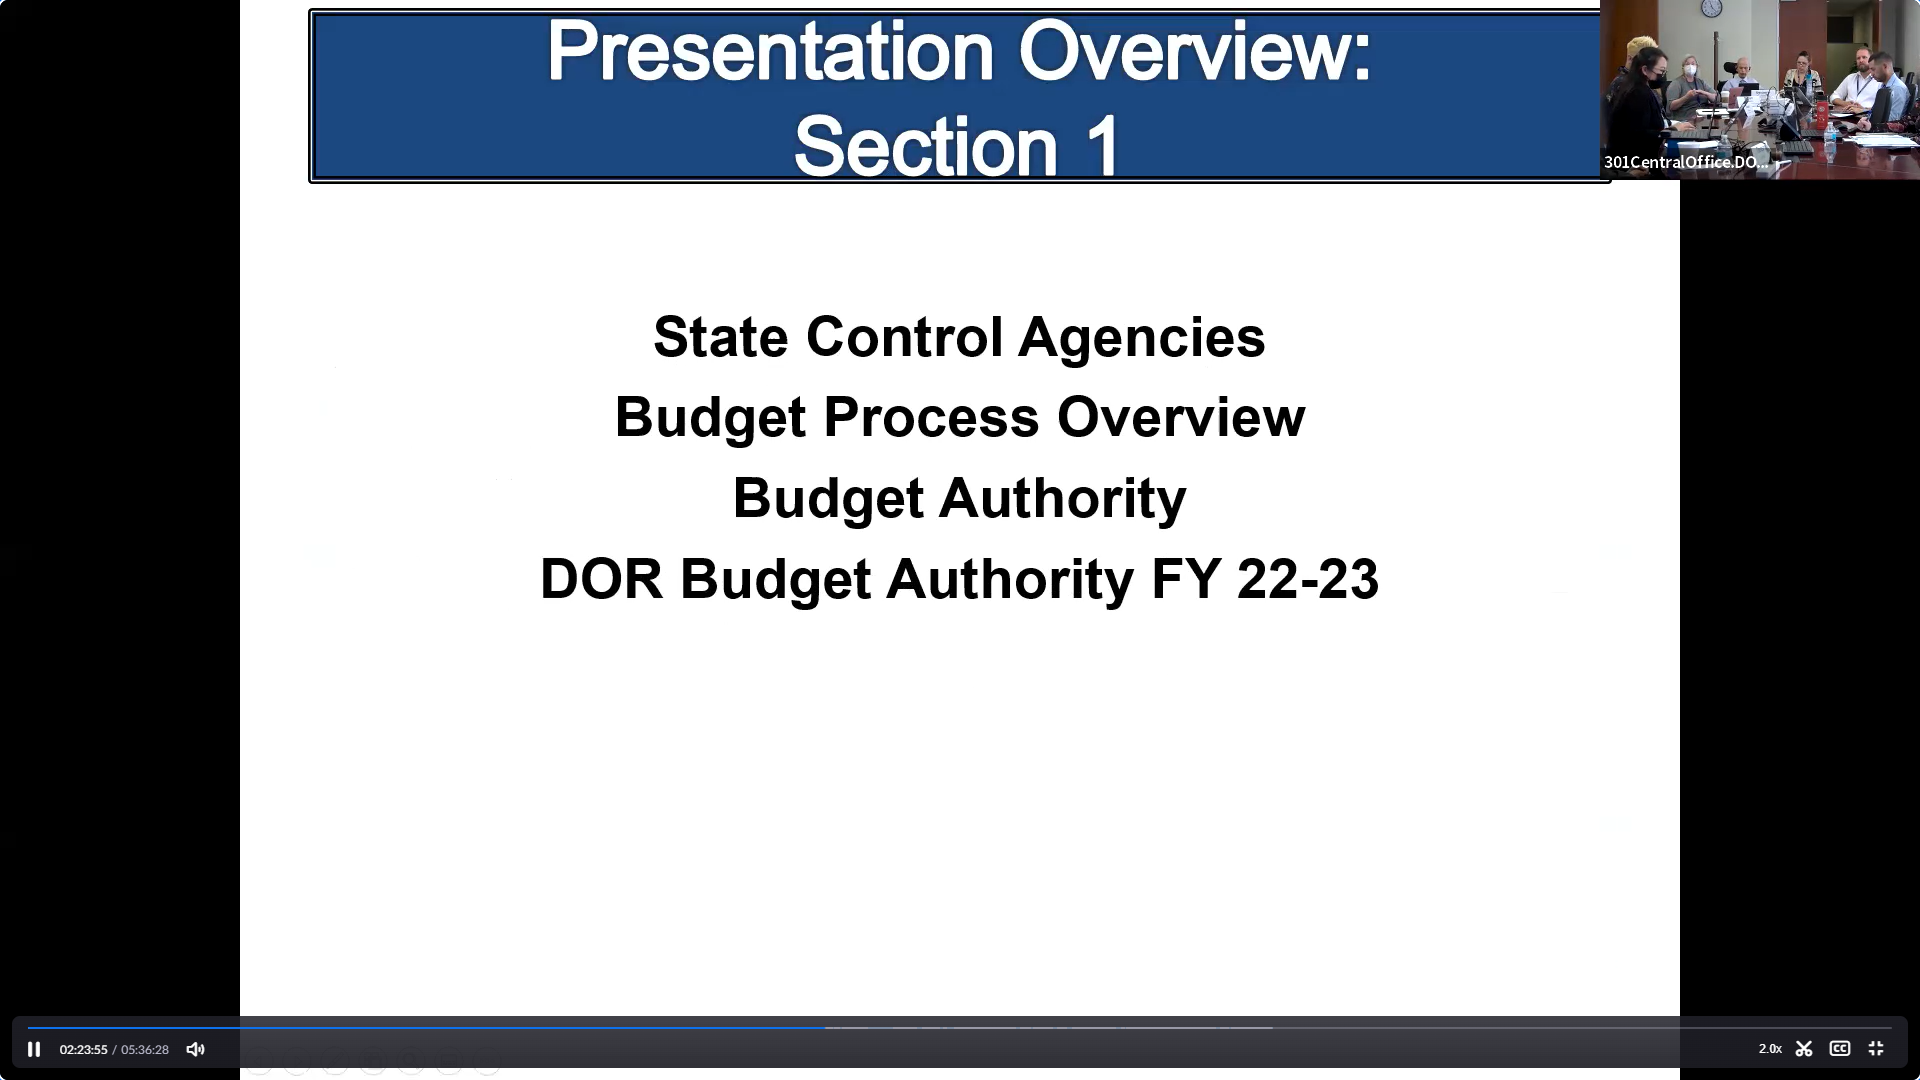 Presentation Overview:
Section 1
301CentralOffice.DO...
State Control Agencies
Budget Process Overview
Budget Authority
DOR Budget Authority FY 22-23
02:23:55 / 05:36:28
2.0x
CC